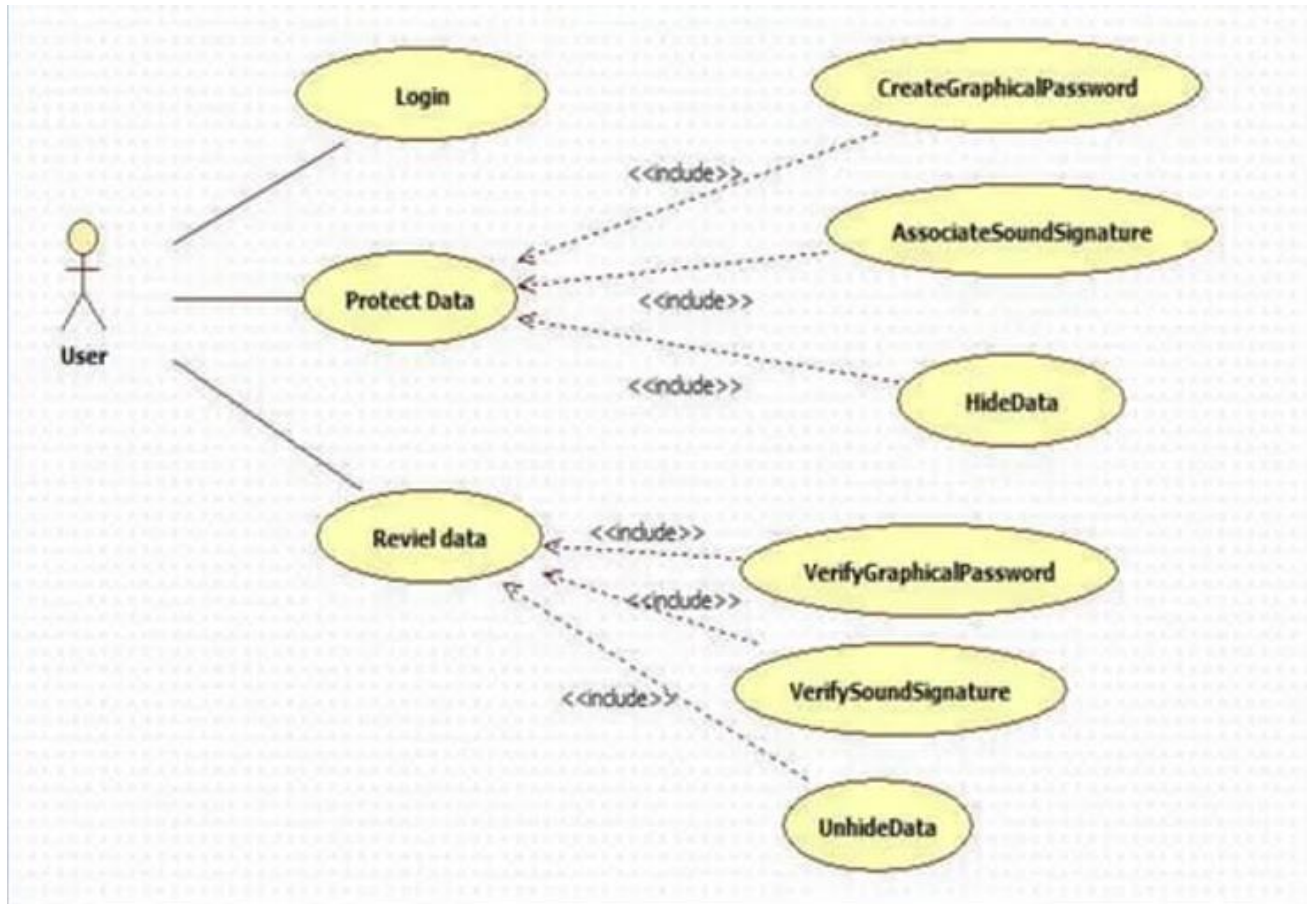 Login
CreateGraphicalPassword
<<include>>
AssociateSoundSignature
Protect Data
<<include>>
User
<<include>>
HideData
Reviel data
<<include>>
VerifyGraphicalPassword
<<include>>
VerifySoundSignature
<<include>>
UnhideData